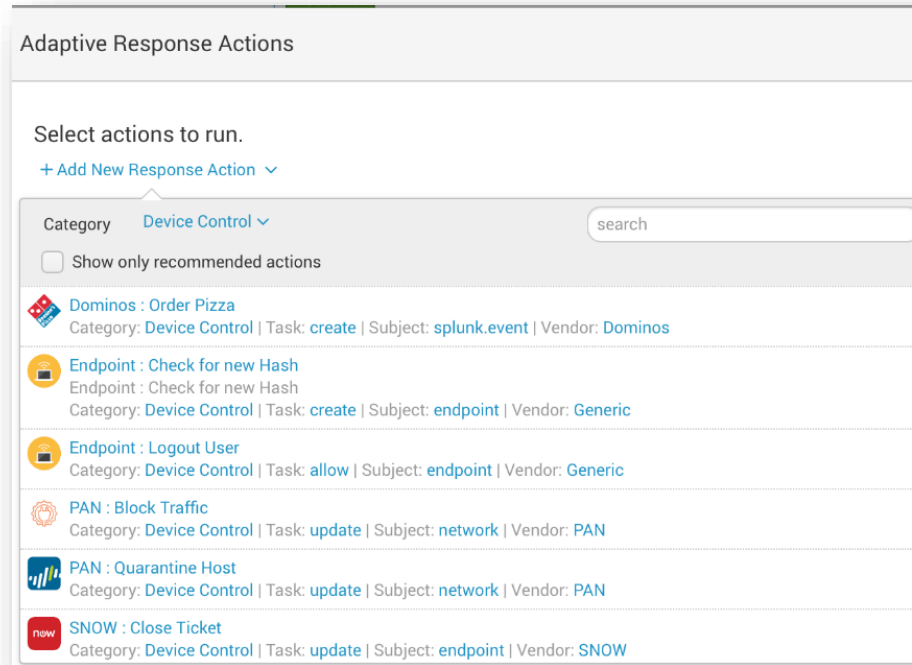 Adaptive Response Actions
Select actions to run.
+ Add New Response Action
Category Device Control search
Show only recommended actions
Dominos : Order Pizza
Category: Device Control | Task: create | Subject: splunk.event | Vendor: Dominos
Endpoint : Check for new Hash
Endpoint : Check for new Hash
Category: Device Control | Task: create | Subject: endpoint | Vendor: Generic
Endpoint : Logout User
Category: Device Control | Task: allow | Subject: endpoint | Vendor: Generic
PAN : Block Traffic
Category: Device Control | Task: update | Subject: network | Vendor: PAN
PAN : Quarantine Host
Category: Device Control | Task: update | Subject: network | Vendor: PAN
now SNOW : Close Ticket
Category: Device Control | Task: update | Subject: endpoint | Vendor: SNOW